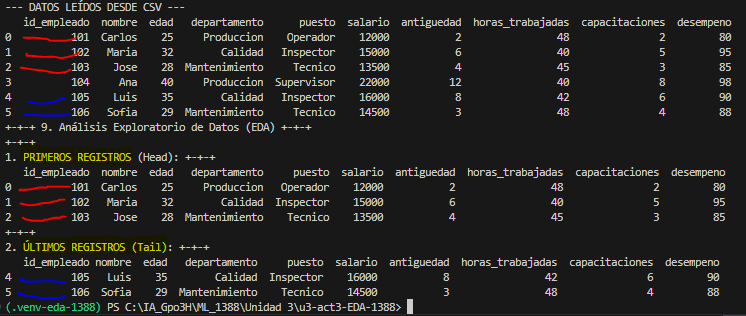 --- DATOS LEÍDOS DESDE CSV ---
id_empleado nombre edad departamento puesto salario antiguedad horas_trabajadas capacitaciones desempeno
0 101 Carlos 25 Produccion Operador 12000 2 48 2 80
1 102 Maria 32 Calidad Inspector 15000 6 40 5 95
2 103 Jose 28 Mantenimiento Tecnico 13500 4 45 3 85
3 104 Ana 40 Produccion Supervisor 22000 12 40 8 98
4 105 Luis 35 Calidad Inspector 16000 8 42 6 90
5 106 Sofia 29 Mantenimiento Tecnico 14500 3 48 4 88
+-+-+ 9. Análisis Exploratorio de Datos (EDA) +-+-+
+-+-+
1. PRIMEROS REGISTROS (Head): +-+-+
id_empleado nombre edad departamento puesto salario antiguedad horas_trabajadas capacitaciones desempeno
0 101 Carlos 25 Produccion Operador 12000 2 48 2 80
1 102 Maria 32 Calidad Inspector 15000 6 40 5 95
2 103 Jose 28 Mantenimiento Tecnico 13500 4 45 3 85
+-+-+
2. ÚLTIMOS REGISTROS (Tail): +-+-+
id_empleado nombre edad departamento puesto salario antiguedad horas_trabajadas capacitaciones desempeno
4 105 Luis 35 Calidad Inspector 16000 8 42 6 90
5 106 Sofia 29 Mantenimiento Tecnico 14500 3 48 4 88
(.venv-eda-1388) PS C:\IA_Gpo3H\ML_1388\Unidad 3\u3-act3-EDA-1388>